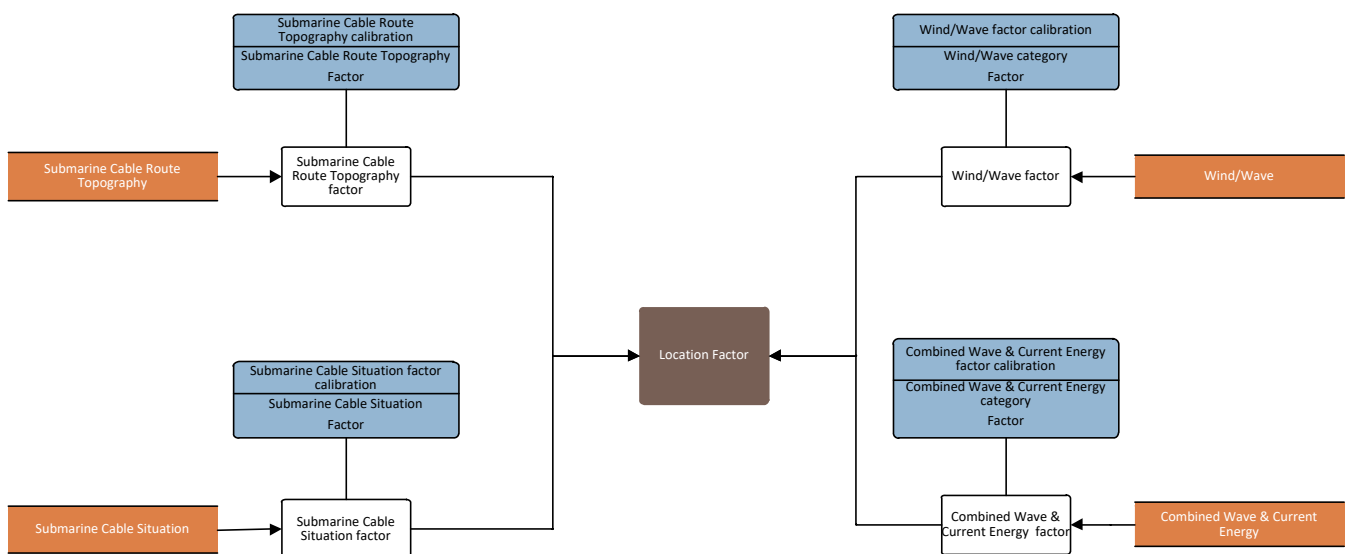 Submarine Cable Route
Topography calibration
Submarine Cable Route Topography
Factor
Wind/Wave factor calibration
Wind/Wave category
Factor
Submarine Cable Route
Topography
Submarine Cable
Route Topography
factor
Wind/Wave factor
Wind/Wave
Location Factor
Submarine Cable Situation factor
calibration
Submarine Cable Situation
Factor
Combined Wave & Current Energy
factor calibration
Combined Wave & Current Energy
category
Factor
Submarine Cable Situation
Submarine Cable
Situation factor
Combined Wave &
Current Energy factor
Combined Wave & Current
Energy